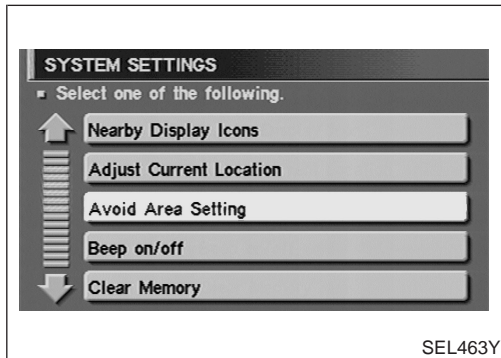 SYSTEM SETTINGS
Select one of the following.
Nearby Display Icons
Adjust Current Location
Avoid Area Setting
Beep on/off
Clear Memory
SEL463Y